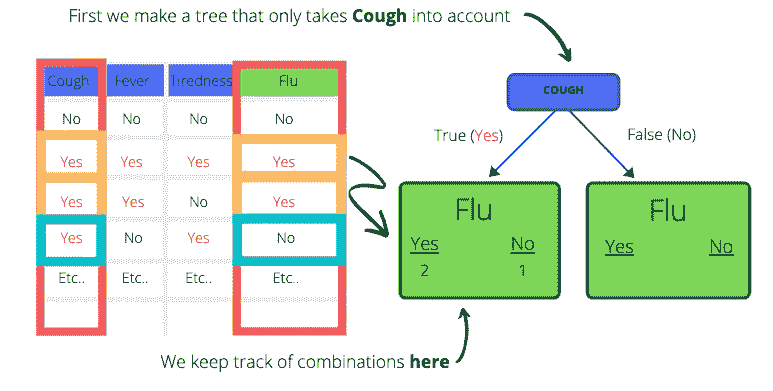 First we make a tree that only takes Cough into account
Cough Fever Tiredness Flu
No No No No
Yes Yes Yes Yes
Yes Yes No Yes
Yes No Yes No
Etc.. Etc.. Etc.. Etc..
COUGH
True (Yes) False (No)
Flu Flu
Yes No Yes No
2 1
We keep track of combinations here